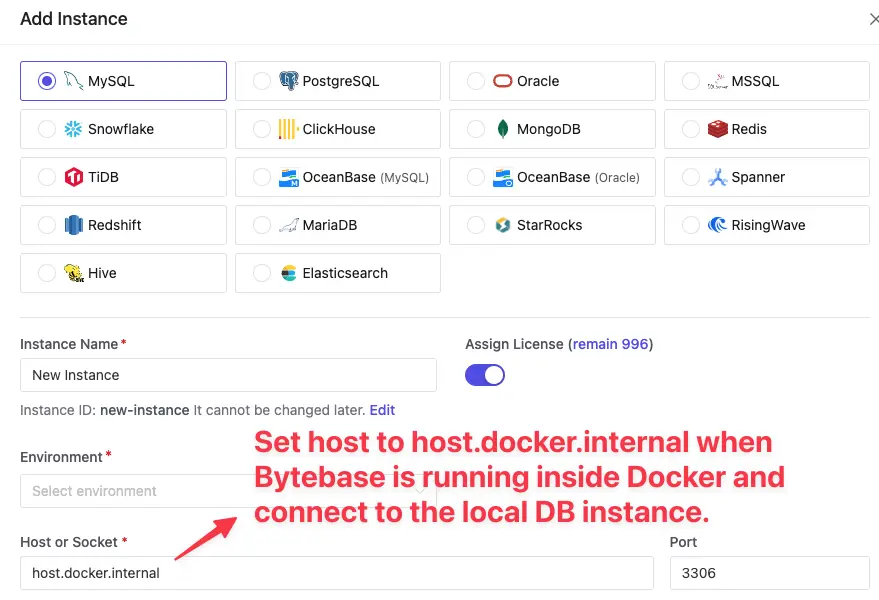 Add Instance
MySQL
PostgreSQL
Oracle
MSSQL
Snowflake
ClickHouse
MongoDB
Redis
TiDB
OceanBase (MySQL)
OceanBase (Oracle)
Spanner
Redshift
MariaDB
StarRocks
RisingWave
Hive
Elasticsearch
Instance Name*
Assign License (remain 996)
New Instance
Instance ID: new-instance It cannot be changed later. Edit
Set host to host.docker.internal when
Bytebase is running inside Docker and
connect to the local DB instance.
Environment*
Select environment
Host or Socket *
Port
host.docker.internal
3306